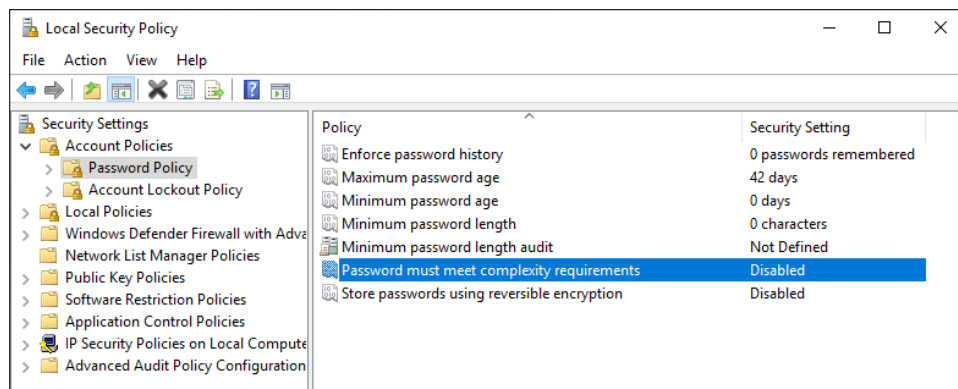 Local Security Policy
File Action View Help
Security Settings
Account Policies
Password Policy
Account Lockout Policy
Local Policies
Windows Defender Firewall with Adva
Network List Manager Policies
Public Key Policies
Software Restriction Policies
Application Control Policies
IP Security Policies on Local Compute
Advanced Audit Policy Configuration
Policy Security Setting
Enforce password history 0 passwords remembered
Maximum password age 42 days
Minimum password age 0 days
Minimum password length 0 characters
Minimum password length audit Not Defined
Password must meet complexity requirements Disabled
Store passwords using reversible encryption Disabled